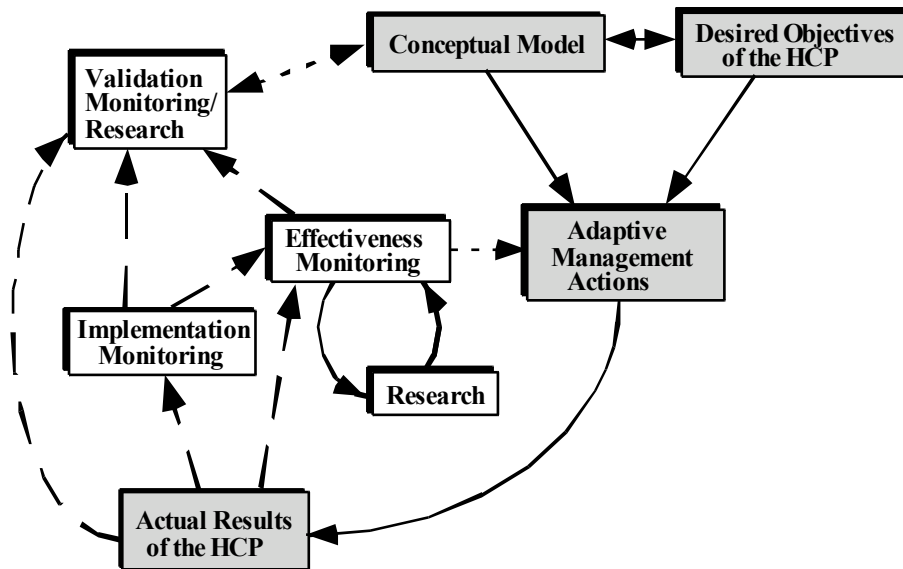 Conceptual Model
Desired Objectives
of the HCP
Validation
Monitoring/
Research
Effectiveness
Monitoring
Adaptive
Management
Actions
Implementation
Monitoring
Research
Actual Results
of the HCP